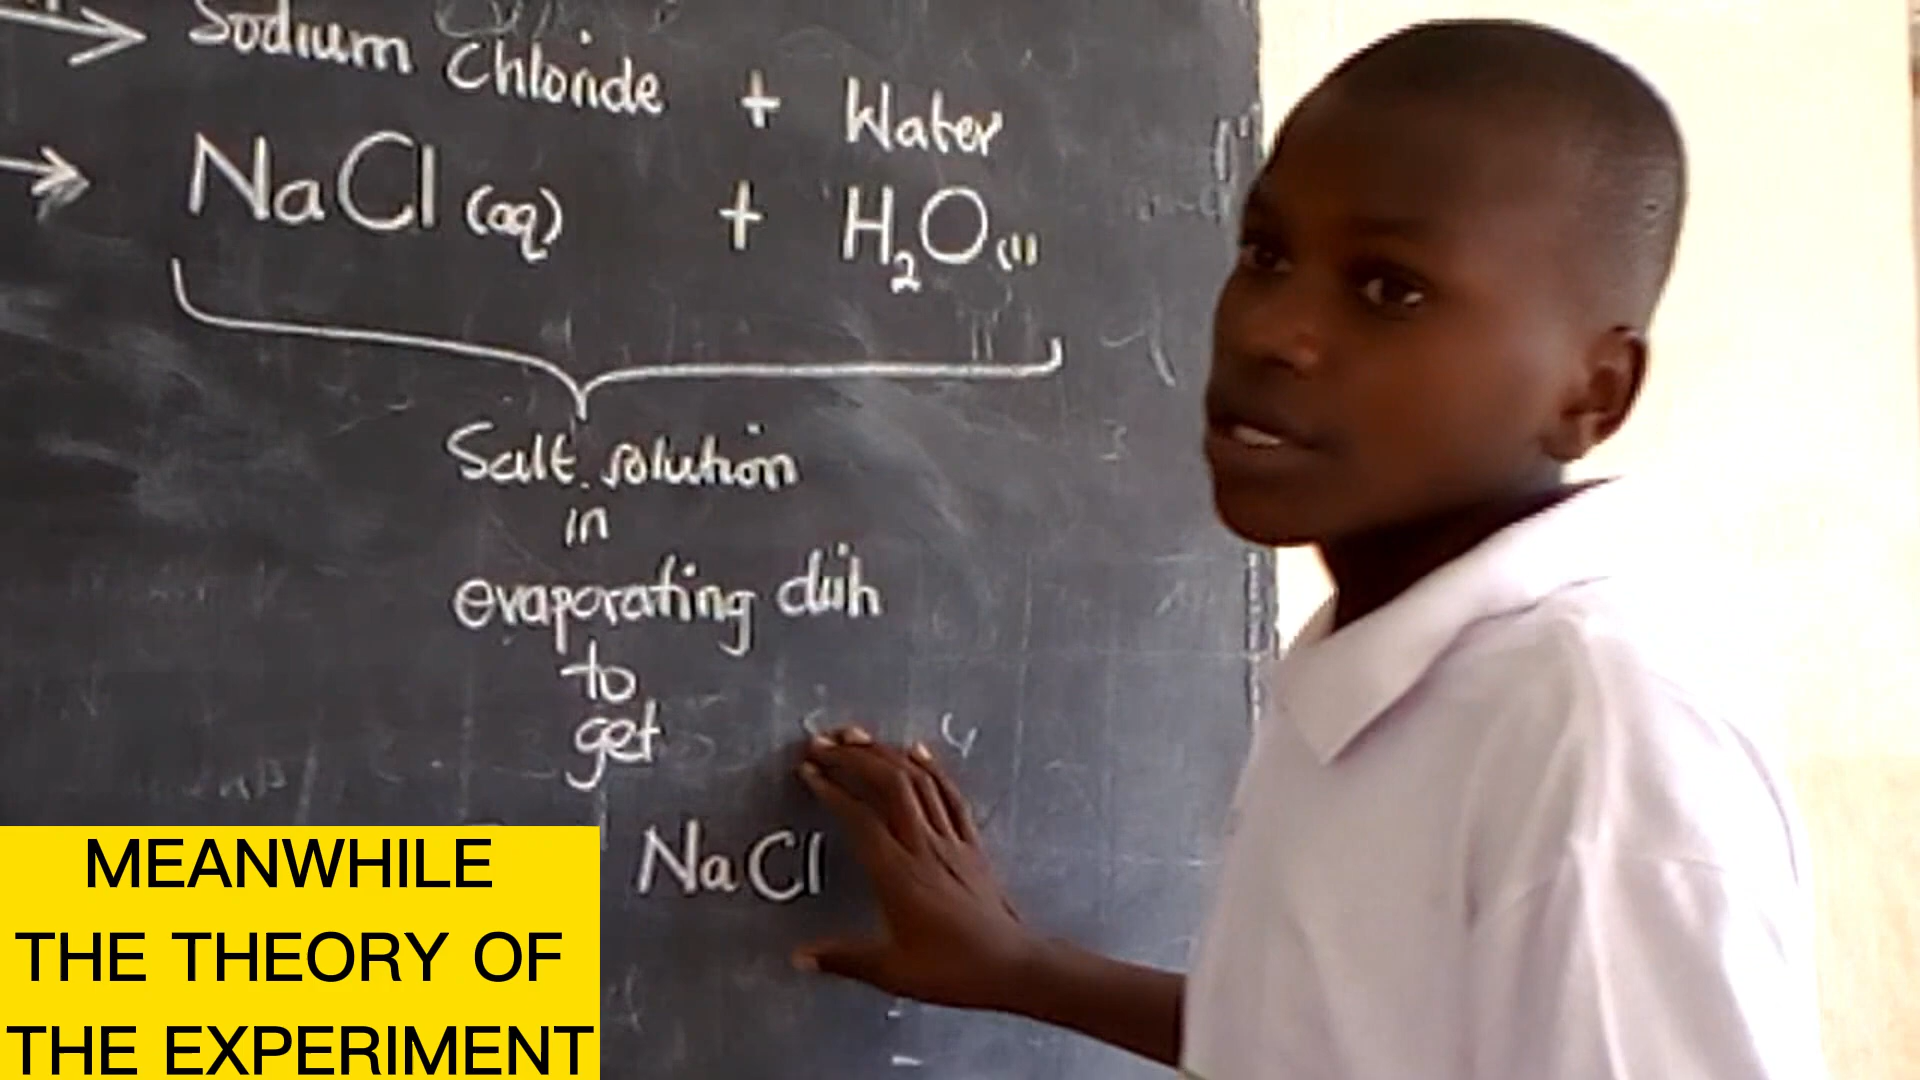 → Sodium Chloride + Water
→ NaCl (aq) + H₂O (l)
Salt solution
in
evaporating dish
to
get
NaCl
MEANWHILE
THE THEORY OF
THE EXPERIMENT